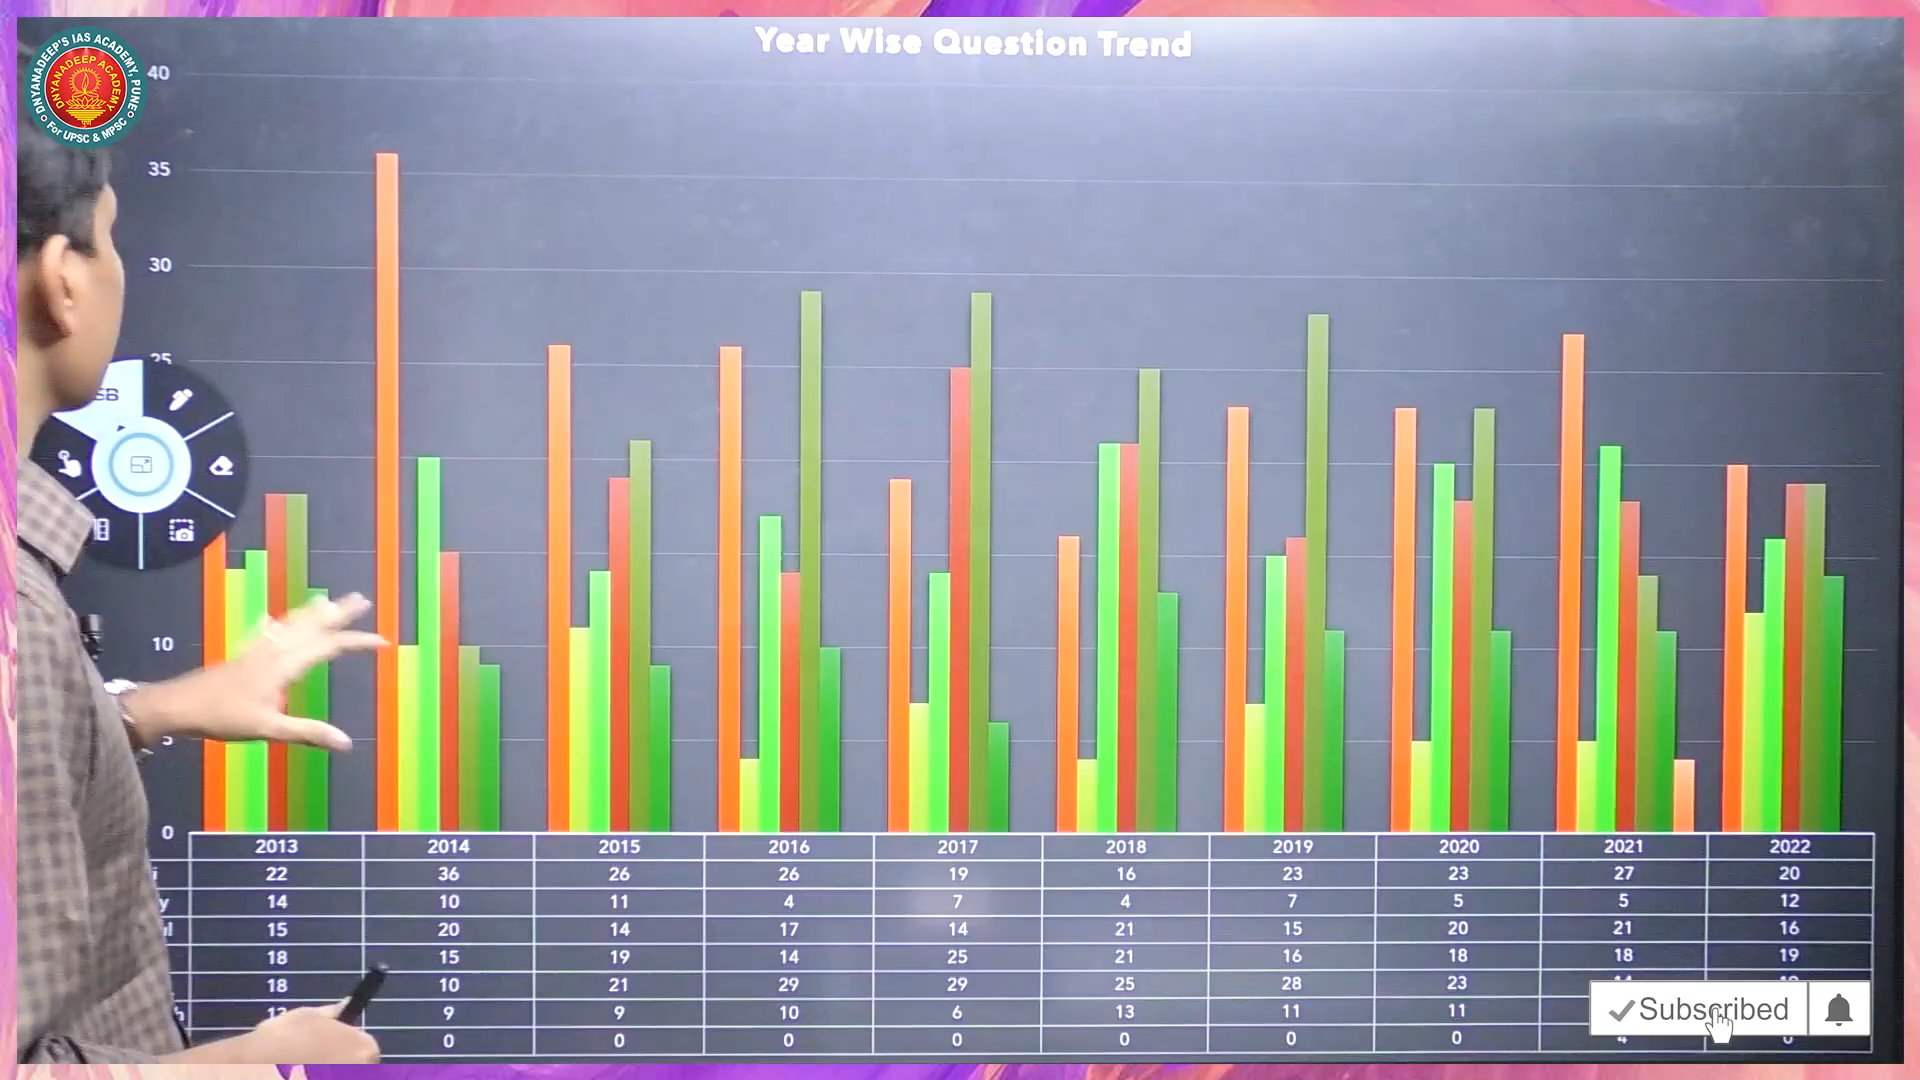 DNYANADEEP'S IAS ACADEMY, PUNE
DNYANADEEP ACADEMY
For UPSC & MPSC
Year Wise Question Trend
40
35
30
25
10
5
0
2013 2014 2015 2016 2017 2018 2019 2020 2021 2022
22 36 26 26 19 16 23 23 27 20
14 10 11 4 7 4 7 5 5 12
15 20 14 17 14 21 15 20 21 16
18 15 19 14 25 21 16 18 18 19
18 10 21 29 29 25 28 23
9 9 10 6 13 11 11
0 0 0 0 0 0 0
Subscribed